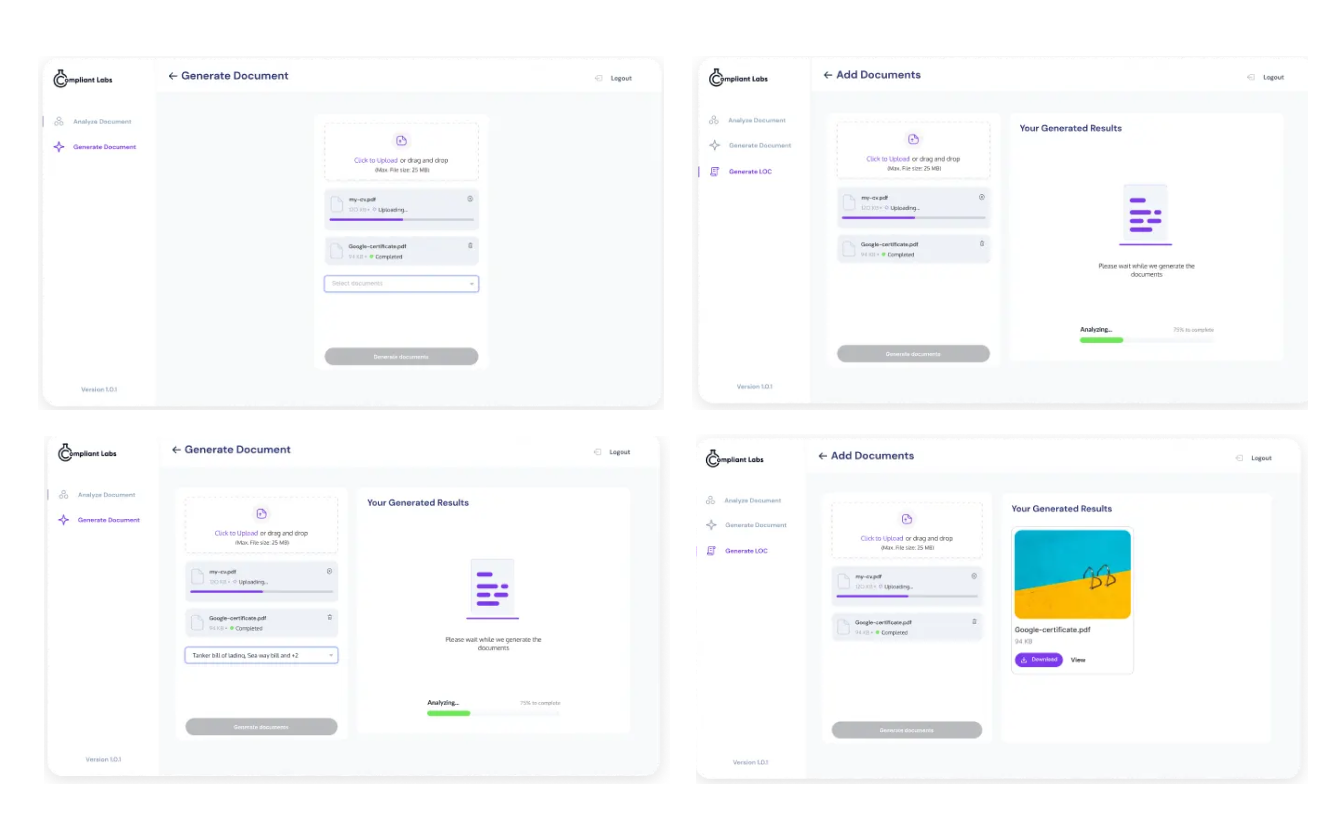 Compliant Labs
← Generate Document
Logout
Analyze Document
Generate Document
Click to Upload or drag and drop
(Max. File size: 25 MB)
my-cv.pdf
120 KB • Uploading...
Google-certificate.pdf
94 KB • Completed
Select documents
Generate documents
Version 1.0.1
Compliant Labs
← Add Documents
Logout
Analyze Document
Generate Document
Generate LOC
Click to Upload or drag and drop
(Max. File size: 25 MB)
my-cv.pdf
120 KB • Uploading...
Google-certificate.pdf
94 KB • Completed
Generate documents
Your Generated Results
Please wait while we generate the
documents
Analyzing...
75% to complete
Version 1.0.1
Compliant Labs
← Generate Document
Logout
Analyze Document
Generate Document
Click to Upload or drag and drop
(Max. File size: 25 MB)
my-cv.pdf
120 KB • Uploading...
Google-certificate.pdf
94 KB • Completed
Tanker bill of lading, Sea way bill and +2
Generate documents
Your Generated Results
Please wait while we generate the
documents
Analyzing...
75% to complete
Version 1.0.1
Compliant Labs
← Add Documents
Logout
Analyze Document
Generate Document
Generate LOC
Click to Upload or drag and drop
(Max. File size: 25 MB)
my-cv.pdf
120 KB • Uploading...
Google-certificate.pdf
94 KB • Completed
Generate documents
Your Generated Results
Google-certificate.pdf
94 KB
Download
View
Version 1.0.1